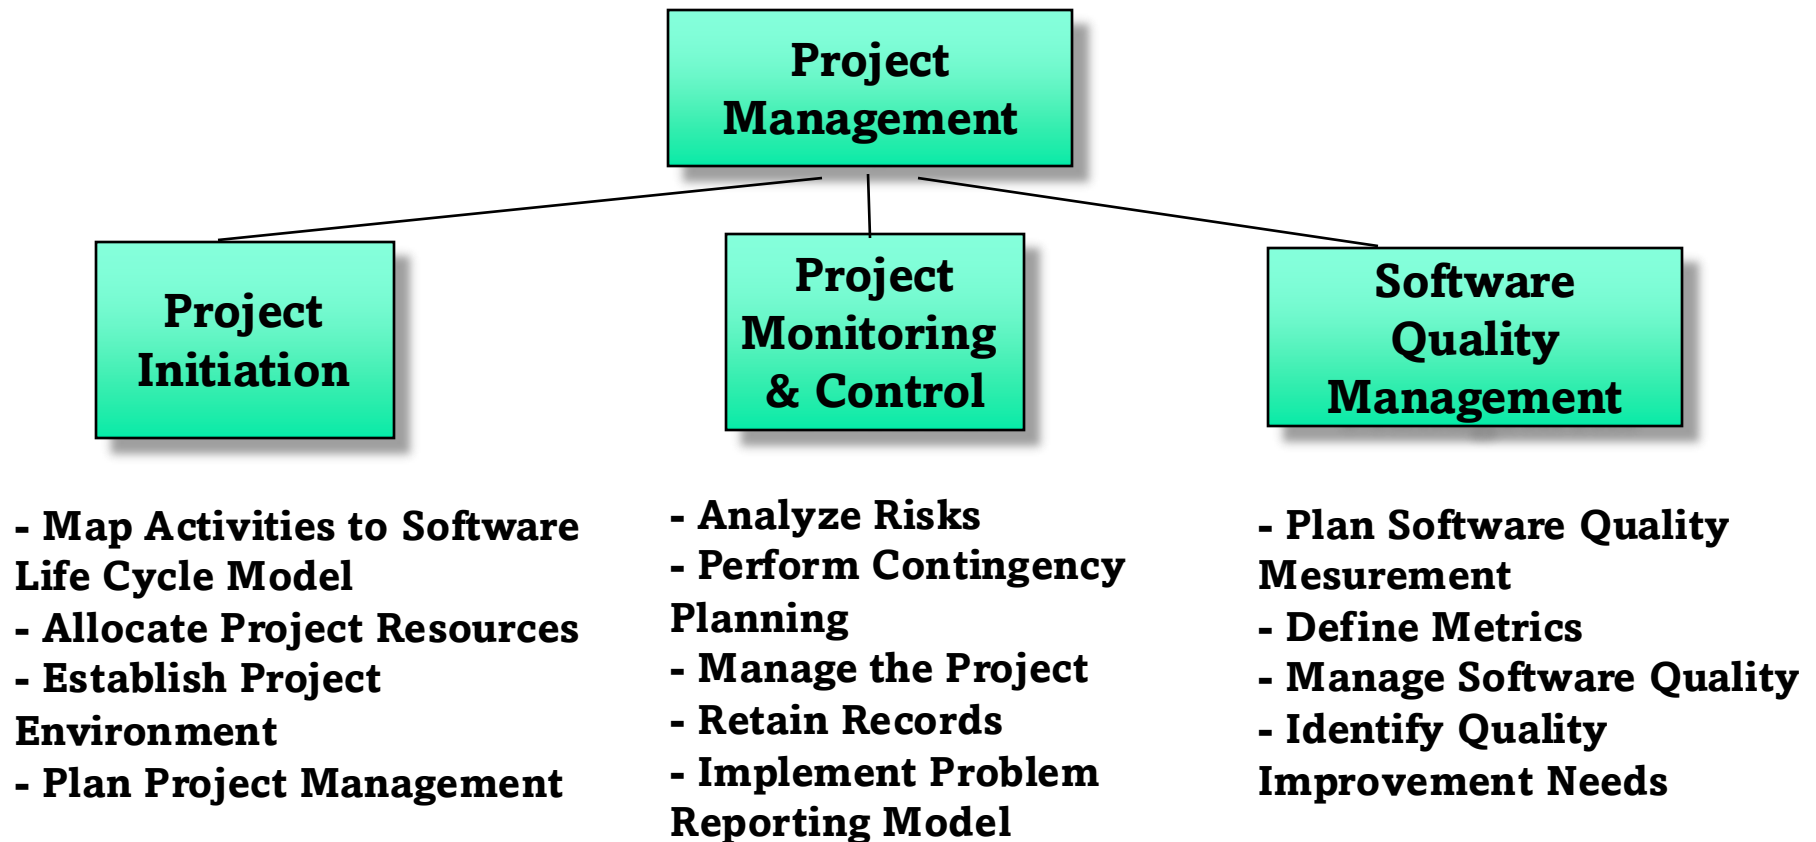 Project
Management
Project
Initiation
Project
Monitoring
& Control
Software
Quality
Management
- Map Activities to Software
Life Cycle Model
- Allocate Project Resources
- Establish Project
Environment
- Plan Project Management
- Analyze Risks
- Perform Contingency
Planning
- Manage the Project
- Retain Records
- Implement Problem
Reporting Model
- Plan Software Quality
Mesurement
- Define Metrics
- Manage Software Quality
- Identify Quality
Improvement Needs